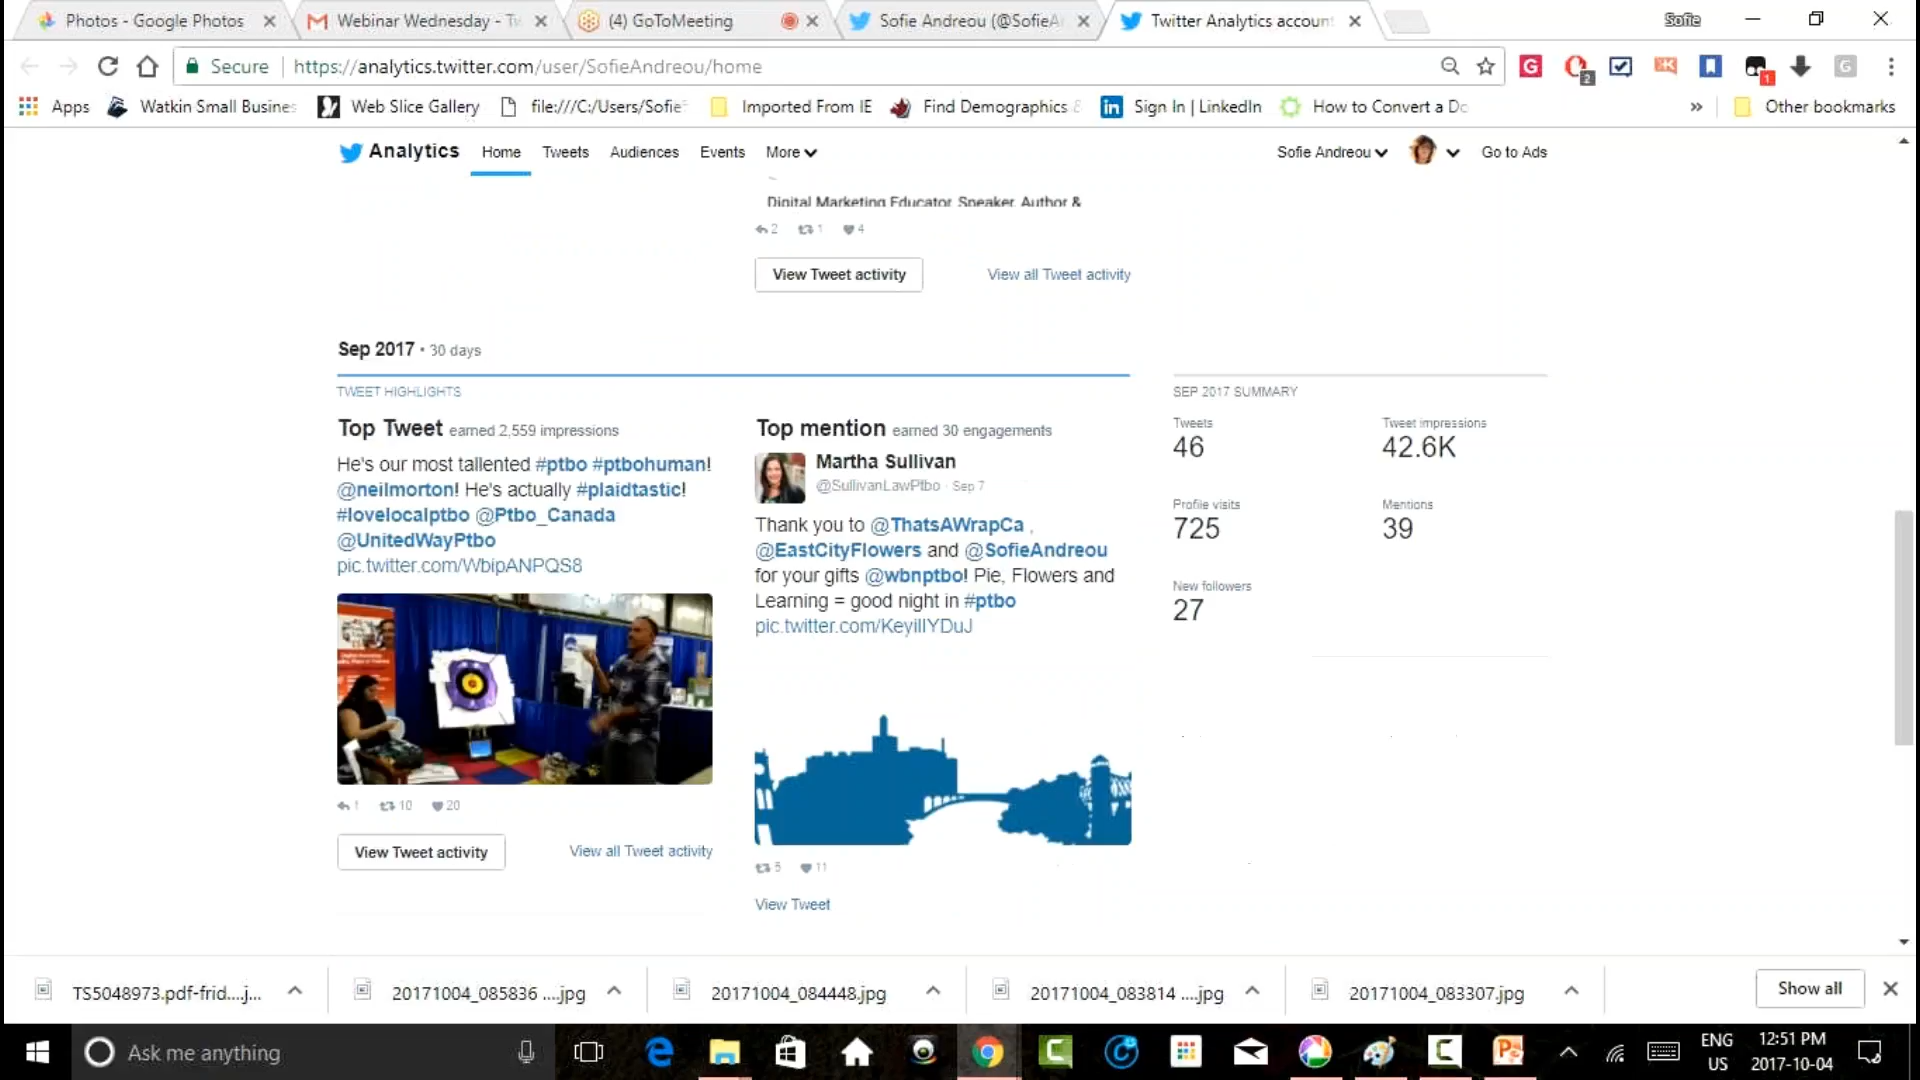 Photos - Google Photos
Webinar Wednesday - Tw
(4) GoToMeeting
Sofie Andreou (@SofieA
Twitter Analytics account
Sofie
Secure
https://analytics.twitter.com/user/SofieAndreou/home
Apps
Watkin Small Busines
Web Slice Gallery
file:///C:/Users/Sofie
Imported From IE
Find Demographics &
Sign In | LinkedIn
How to Convert a Do
Other bookmarks
Analytics
Home
Tweets
Audiences
Events
More
Sofie Andreou
Go to Ads
Digital Marketing Educator, Speaker, Author &
2 1 4
View Tweet activity
View all Tweet activity
Sep 2017 • 30 days
TWEET HIGHLIGHTS
Top Tweet earned 2,559 impressions
He's our most tallented #ptbo #ptbohuman!
@neilmorton! He's actually #plaidtastic!
#lovelocalptbo @Ptbo_Canada
@UnitedWayPtbo
pic.twitter.com/WbipANPQS8
1 10 20
View Tweet activity
View all Tweet activity
Top mention earned 30 engagements
Martha Sullivan
@SullivanLawPtbo · Sep 7
Thank you to @ThatsAWrapCa ,
@EastCityFlowers and @SofieAndreou
for your gifts @wbnptbo! Pie, Flowers and
Learning = good night in #ptbo
pic.twitter.com/KeyiIIYDuJ
5 11
View Tweet
SEP 2017 SUMMARY
Tweets
46
Tweet impressions
42.6K
Profile visits
725
Mentions
39
New followers
27
TS5048973.pdf-frid....j...
20171004_085836 ....jpg
20171004_084448.jpg
20171004_083814 ....jpg
20171004_083307.jpg
Show all
Ask me anything
ENG
US
12:51 PM
2017-10-04